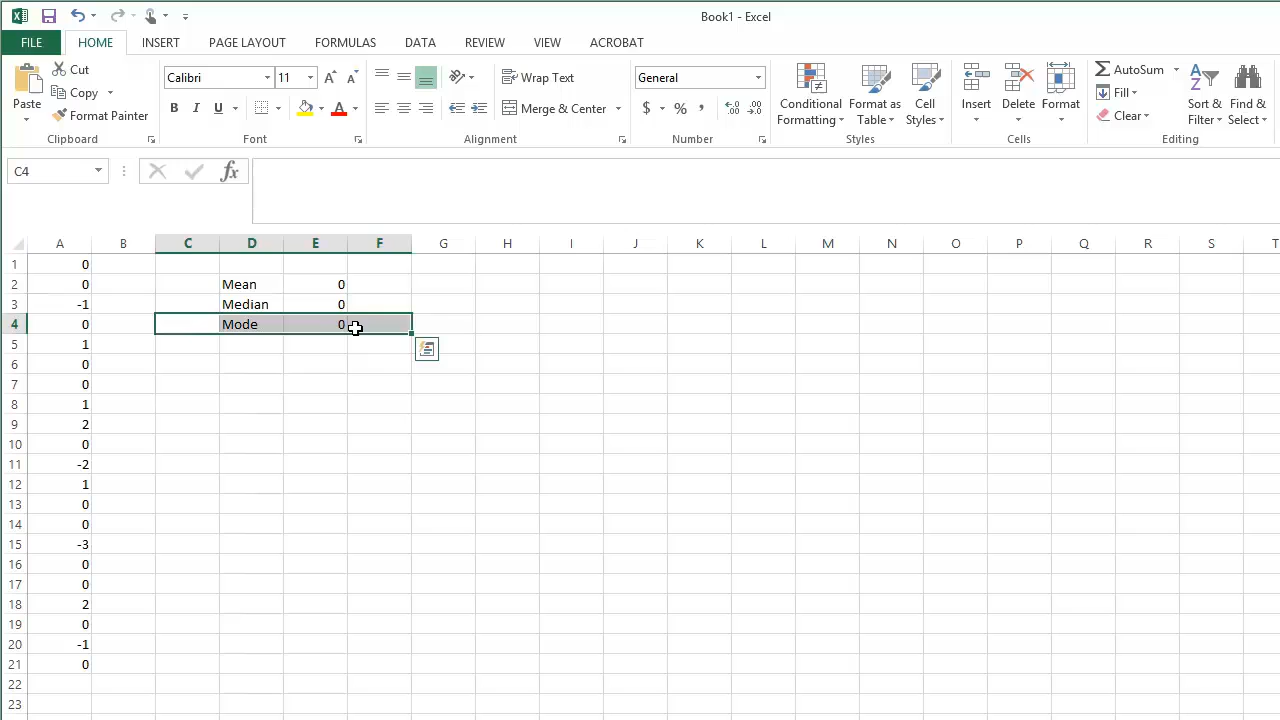 Book1 - Excel
FILE HOME INSERT PAGE LAYOUT FORMULAS DATA REVIEW VIEW ACROBAT
Cut Calibri 11 Wrap Text General AutoSum
Copy Fill
Paste Format Painter B I U A Merge & Center $ % , Conditional Formatting Format as Table Cell Styles Insert Delete Format Clear Sort & Filter Find & Select
Clipboard Font Alignment Number Styles Cells Editing
C4 fx
A B C D E F G H I J K L M N O P Q R S T
1 0
2 0 Mean 0
3 -1 Median 0
4 0 Mode 0
5 1
6 0
7 0
8 1
9 2
10 0
11 -2
12 1
13 0
14 0
15 -3
16 0
17 0
18 2
19 0
20 -1
21 0
22
23